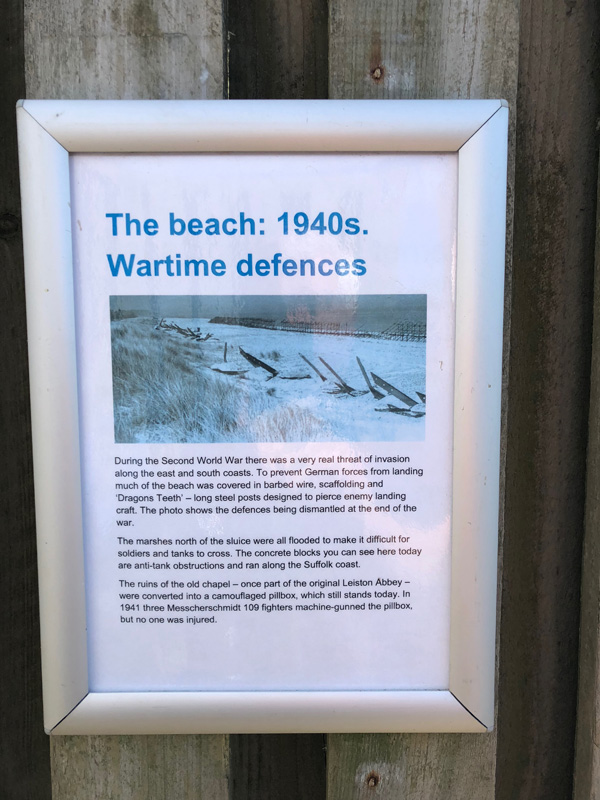 The beach: 1940s.
Wartime defences
During the Second World War there was a very real threat of invasion
along the east and south coasts. To prevent German forces from landing
much of the beach was covered in barbed wire, scaffolding and
‘Dragons Teeth’ – long steel posts designed to pierce enemy landing
craft. The photo shows the defences being dismantled at the end of the
war.
The marshes north of the sluice were all flooded to make it difficult for
soldiers and tanks to cross. The concrete blocks you can see here today
are anti-tank obstructions and ran along the Suffolk coast.
The ruins of the old chapel – once part of the original Leiston Abbey –
were converted into a camouflaged pillbox, which still stands today. In
1941 three Messcherschmidt 109 fighters machine-gunned the pillbox,
but no one was injured.